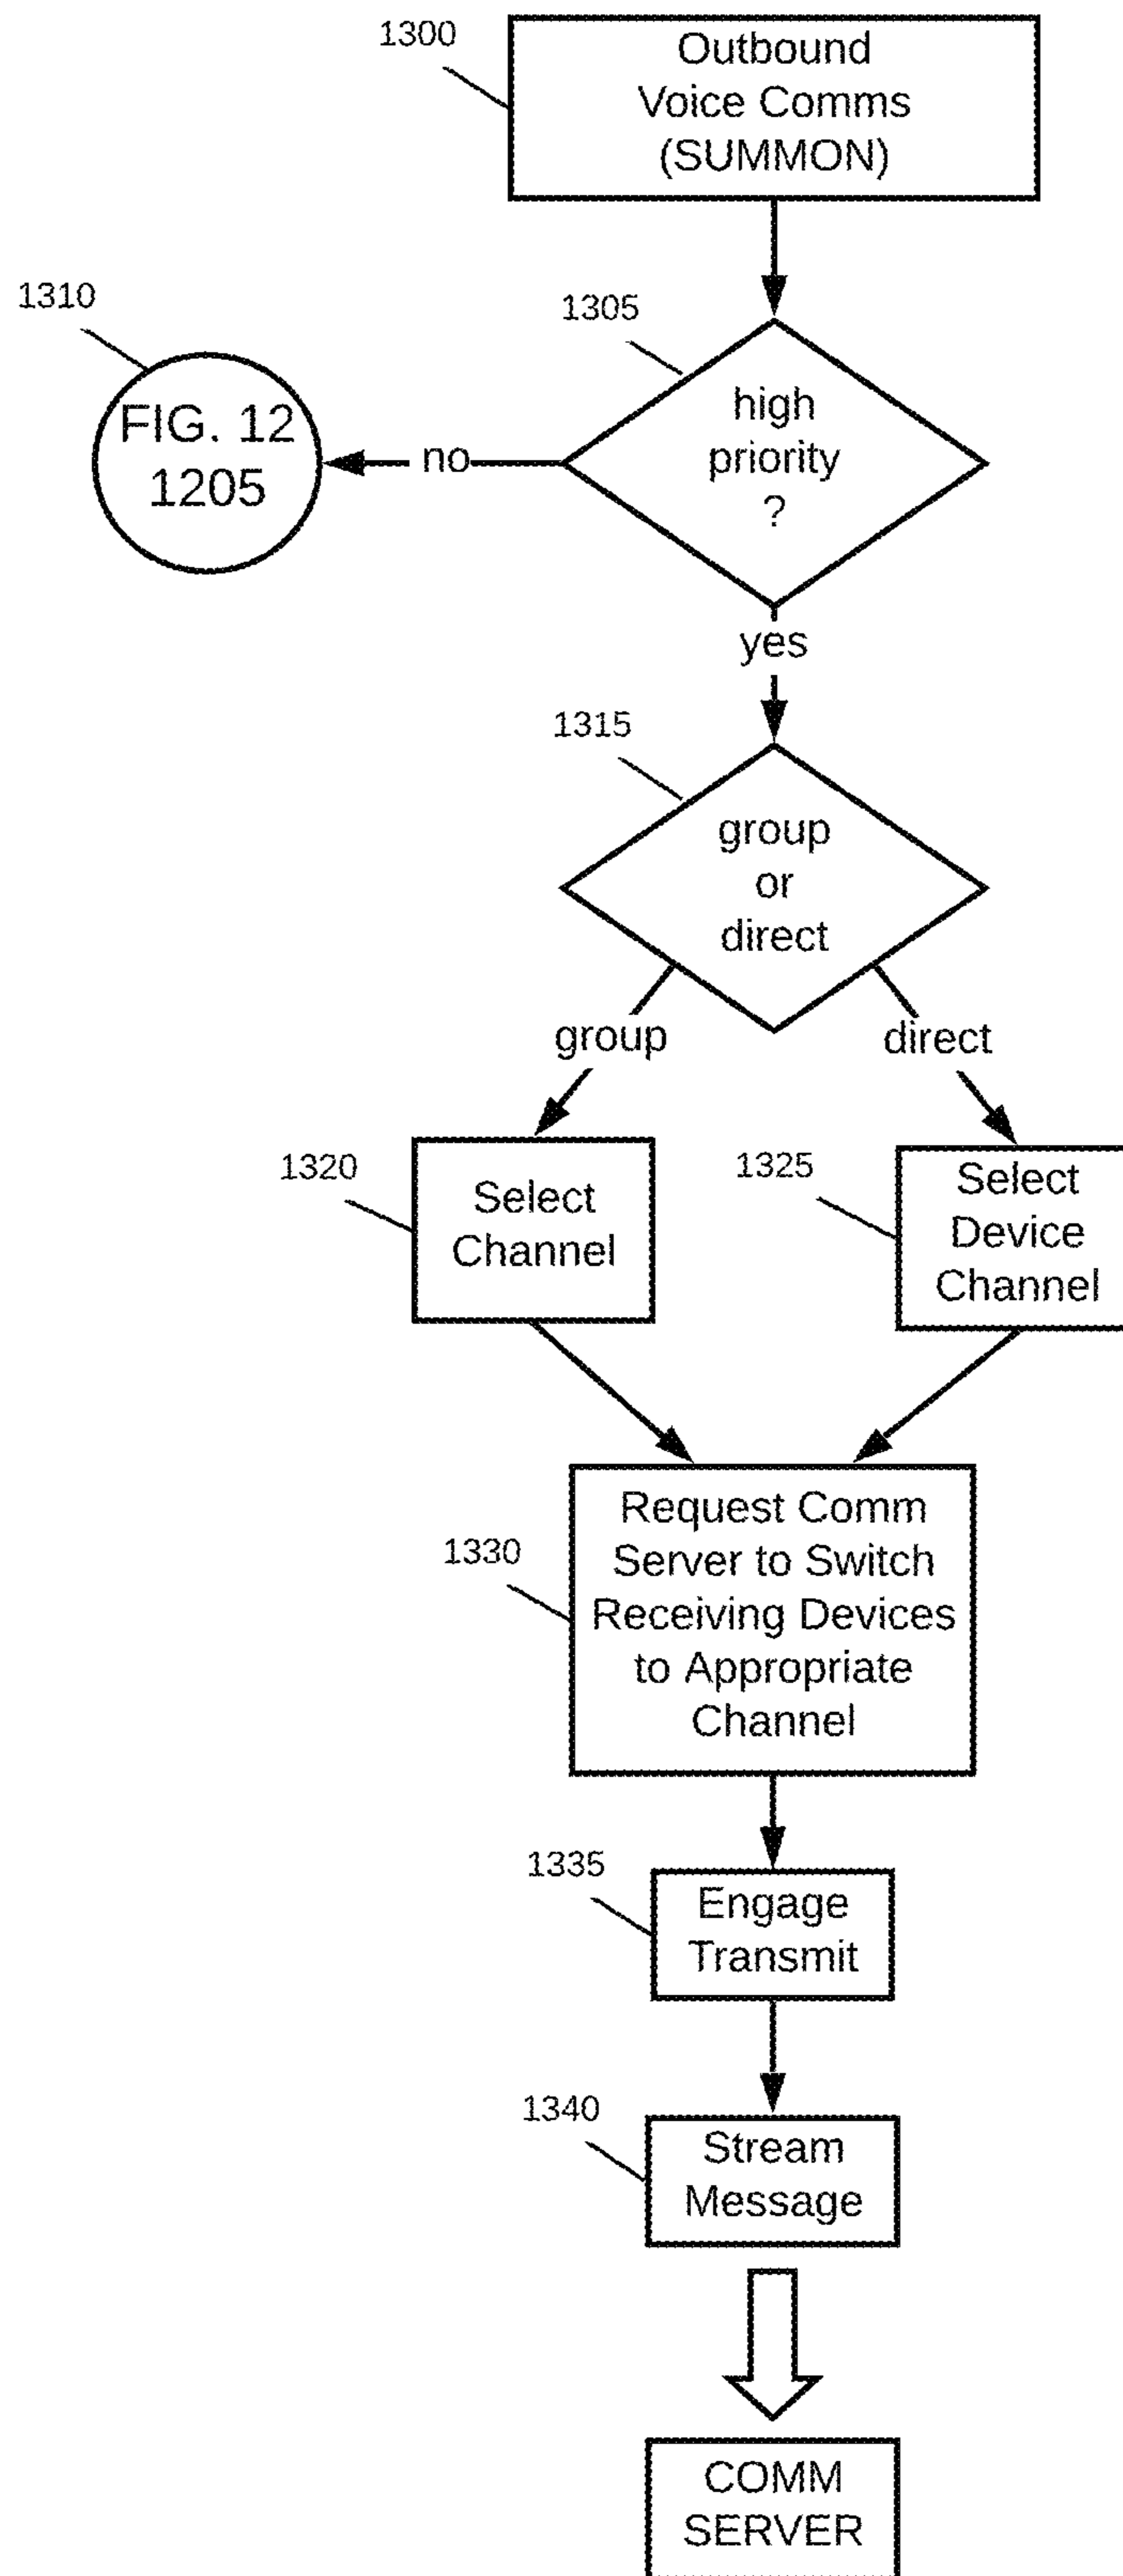 1300
Outbound
Voice Comms
(SUMMON)
1310
1305
FIG. 12
1205
no
high
priority
?
yes
1315
group
or
direct
group
direct
1320
Select
Channel
1325
Select
Device
Channel
1330
Request Comm
Server to Switch
Receiving Devices
to Appropriate
Channel
1335
Engage
Transmit
1340
Stream
Message
COMM
SERVER